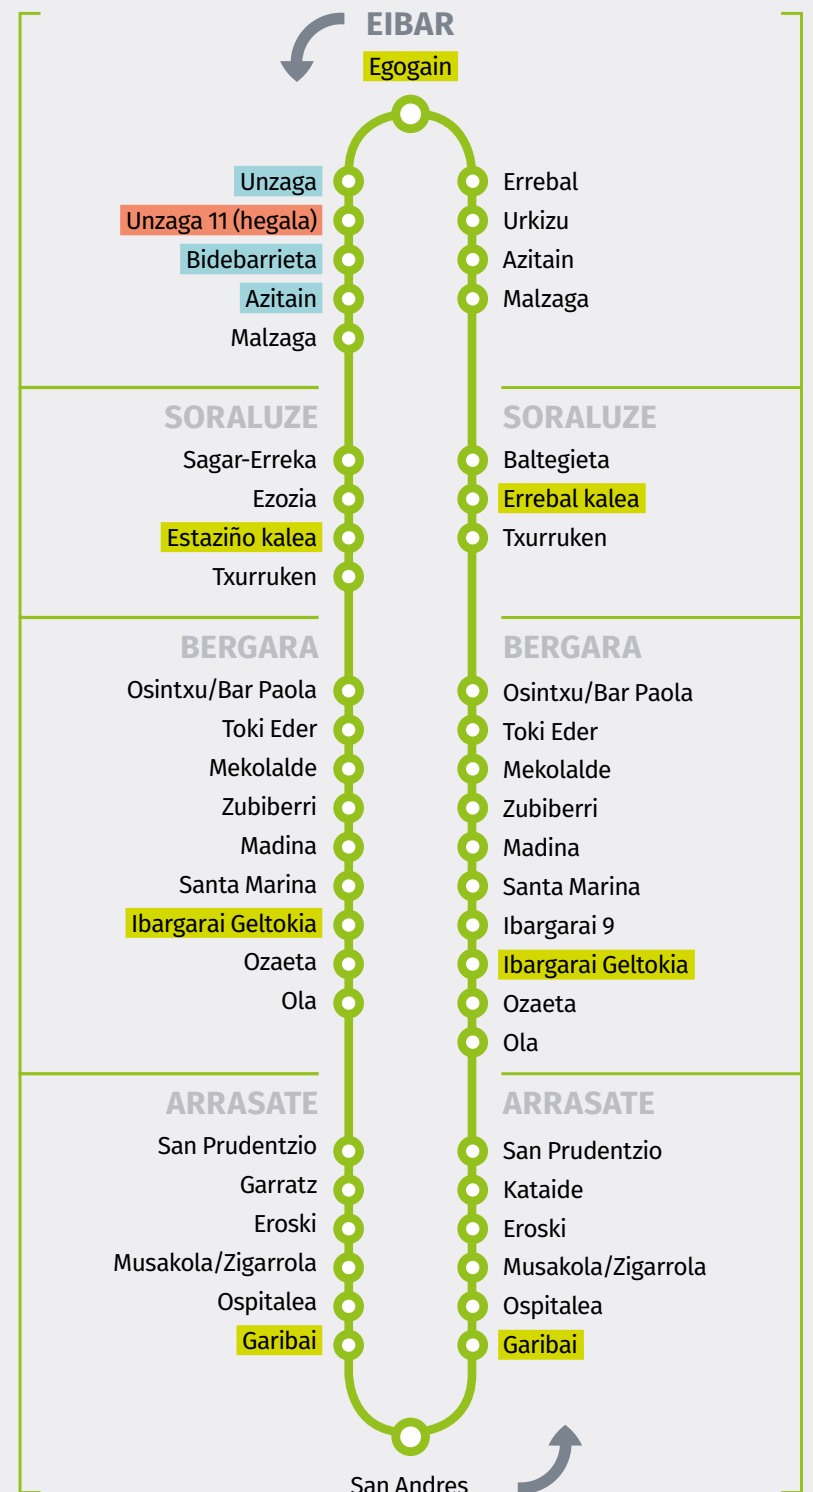 EIBAR
Egogain
Unzaga
Unzaga 11 (hegala)
Bidebarrieta
Azitain
Malzaga
SORALUZE
Sagar-Erreka
Ezozia
Estaziño kalea
Txurruken
BERGARA
Osintxu/Bar Paola
Toki Eder
Mekolalde
Zubiberri
Madina
Santa Marina
Ibargarai Geltokia
Ozaeta
Ola
ARRASATE
San Prudentzio
Garratz
Eroski
Musakola/Zigarrola
Ospitalea
Garibai
Errebal
Urkizu
Azitain
Malzaga
SORALUZE
Baltegieta
Errebal kalea
Txurruken
BERGARA
Osintxu/Bar Paola
Toki Eder
Mekolalde
Zubiberri
Madina
Santa Marina
Ibargarai 9
Ibargarai Geltokia
Ozaeta
Ola
ARRASATE
San Prudentzio
Kataide
Eroski
Musakola/Zigarrola
Ospitalea
Garibai
San Andres